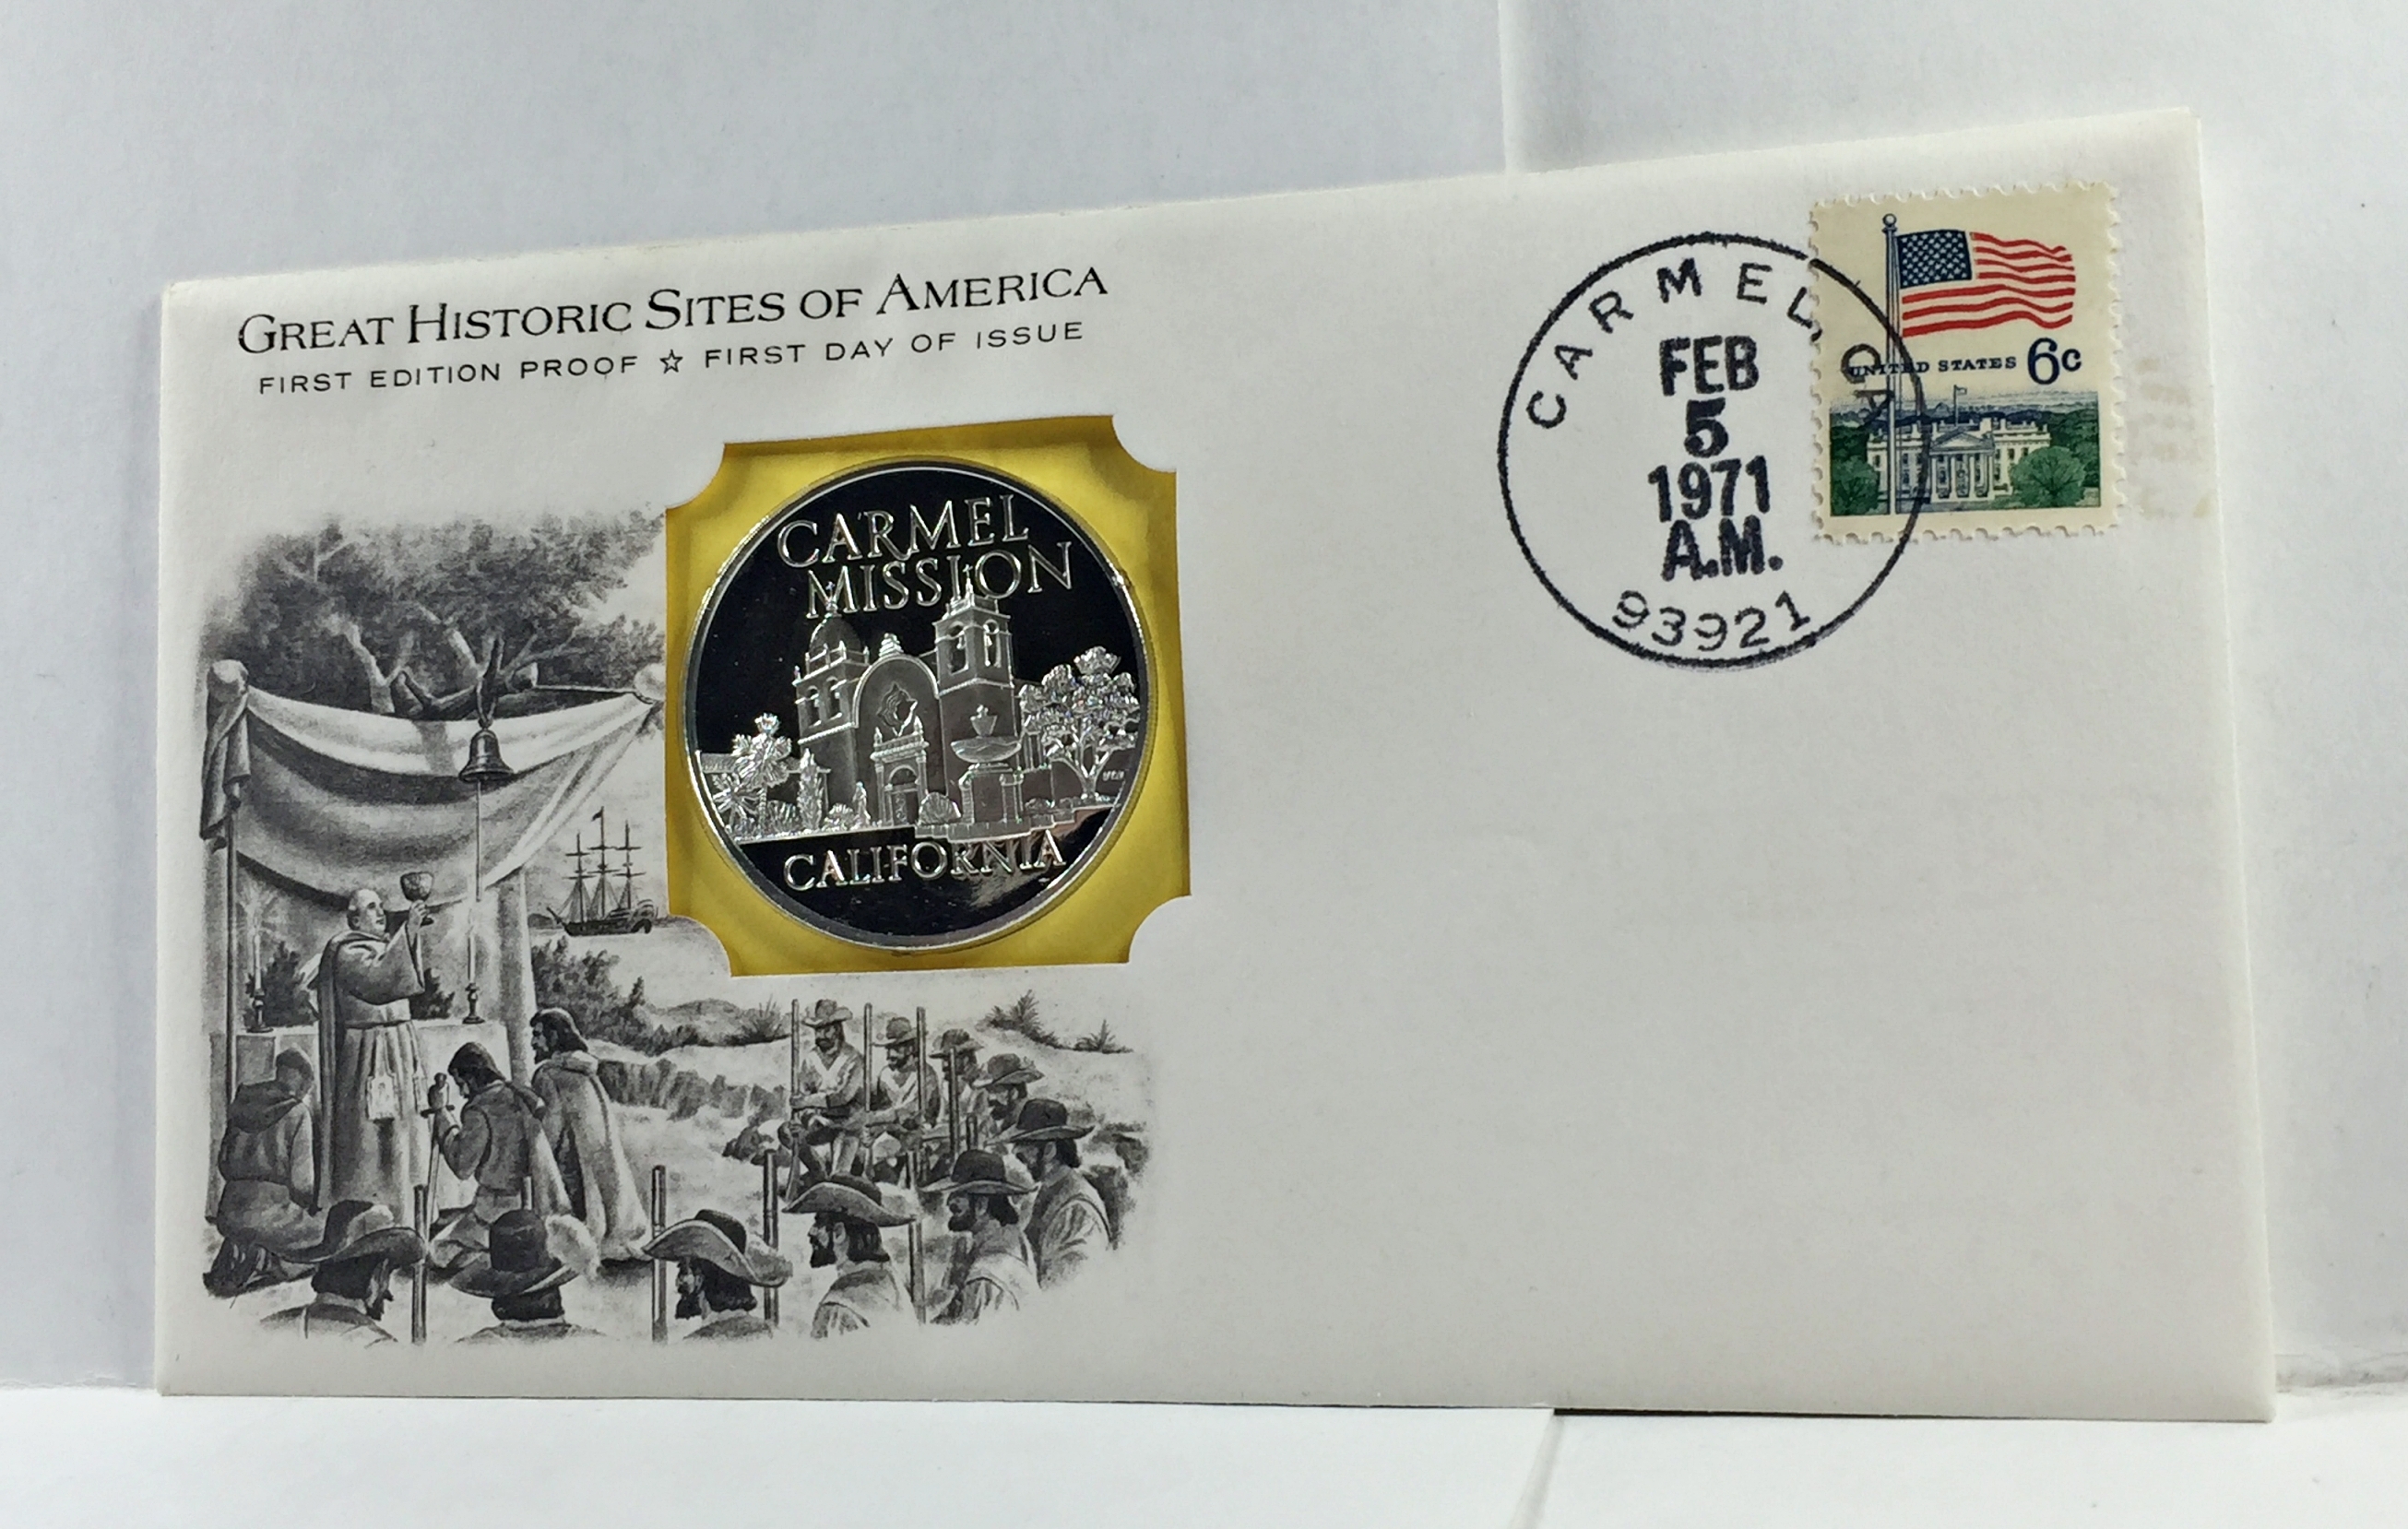 GREAT HISTORIC SITES OF AMERICA
FIRST EDITION PROOF ☆ FIRST DAY OF ISSUE
CARMEL
MISSION
CALIFORNIA
CARMEL, CA
FEB
5
1971
A.M.
93921
UNITED STATES 6c